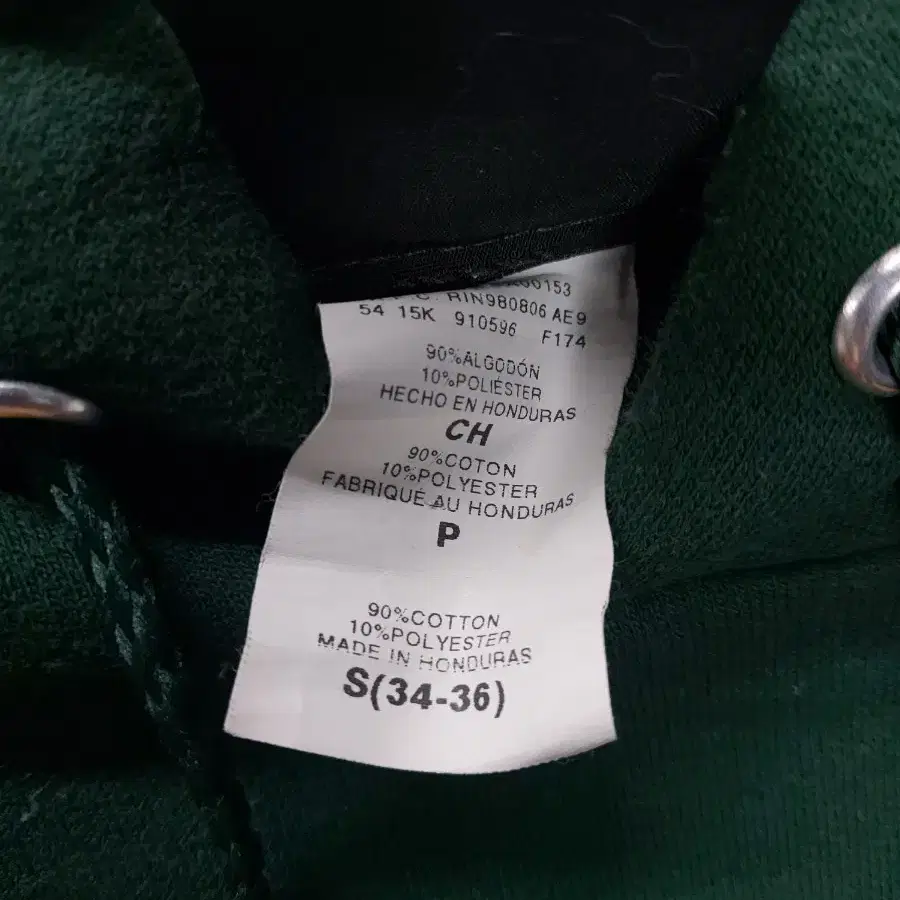 00153
RIN980806 AE9
54 15K 910596 F174
90%ALGODÓN
10%POLIÉSTER
HECHO EN HONDURAS
CH
90%COTON
10%POLYESTER
FABRIQUÉ AU HONDURAS
P
90%COTTON
10%POLYESTER
MADE IN HONDURAS
S(34-36)